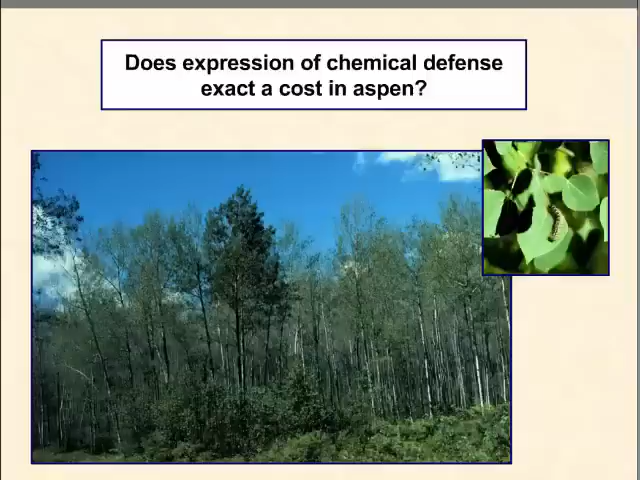 Does expression of chemical defense
exact a cost in aspen?